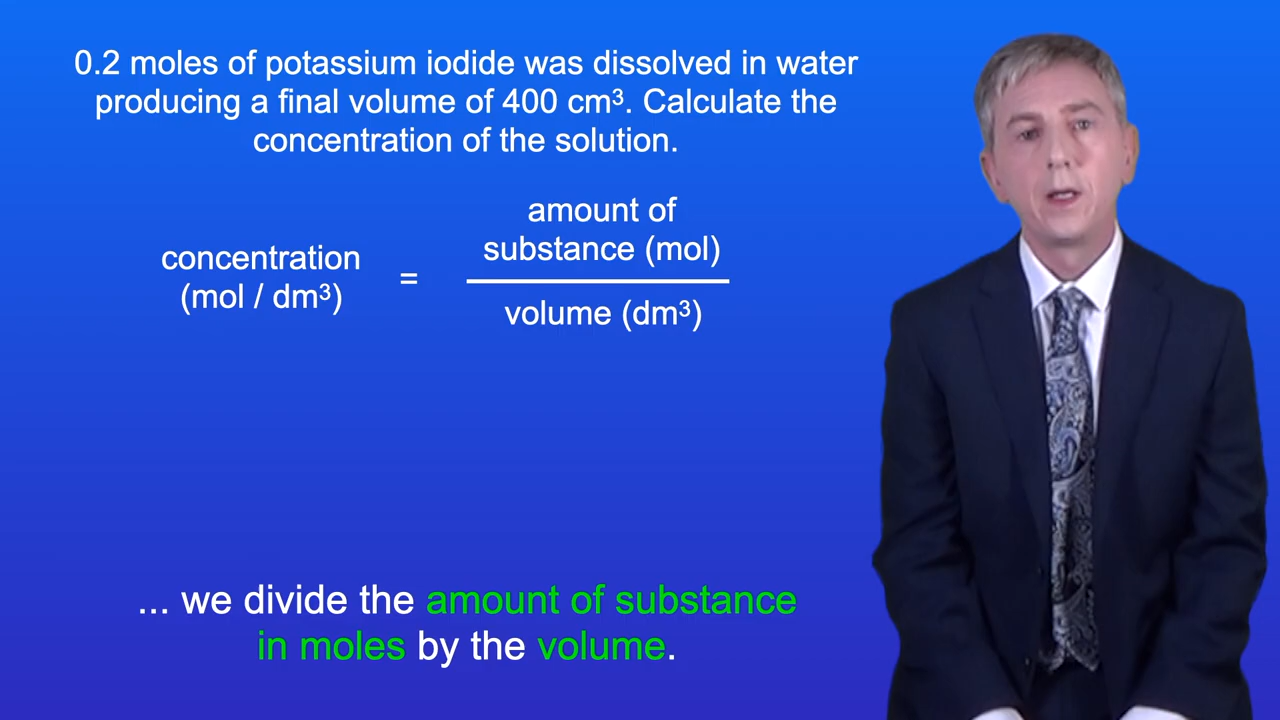 0.2 moles of potassium iodide was dissolved in water
producing a final volume of 400 cm³. Calculate the
concentration of the solution.
concentration
(mol / dm³)
=
amount of
substance (mol)
volume (dm³)
... we divide the amount of substance
in moles by the volume.